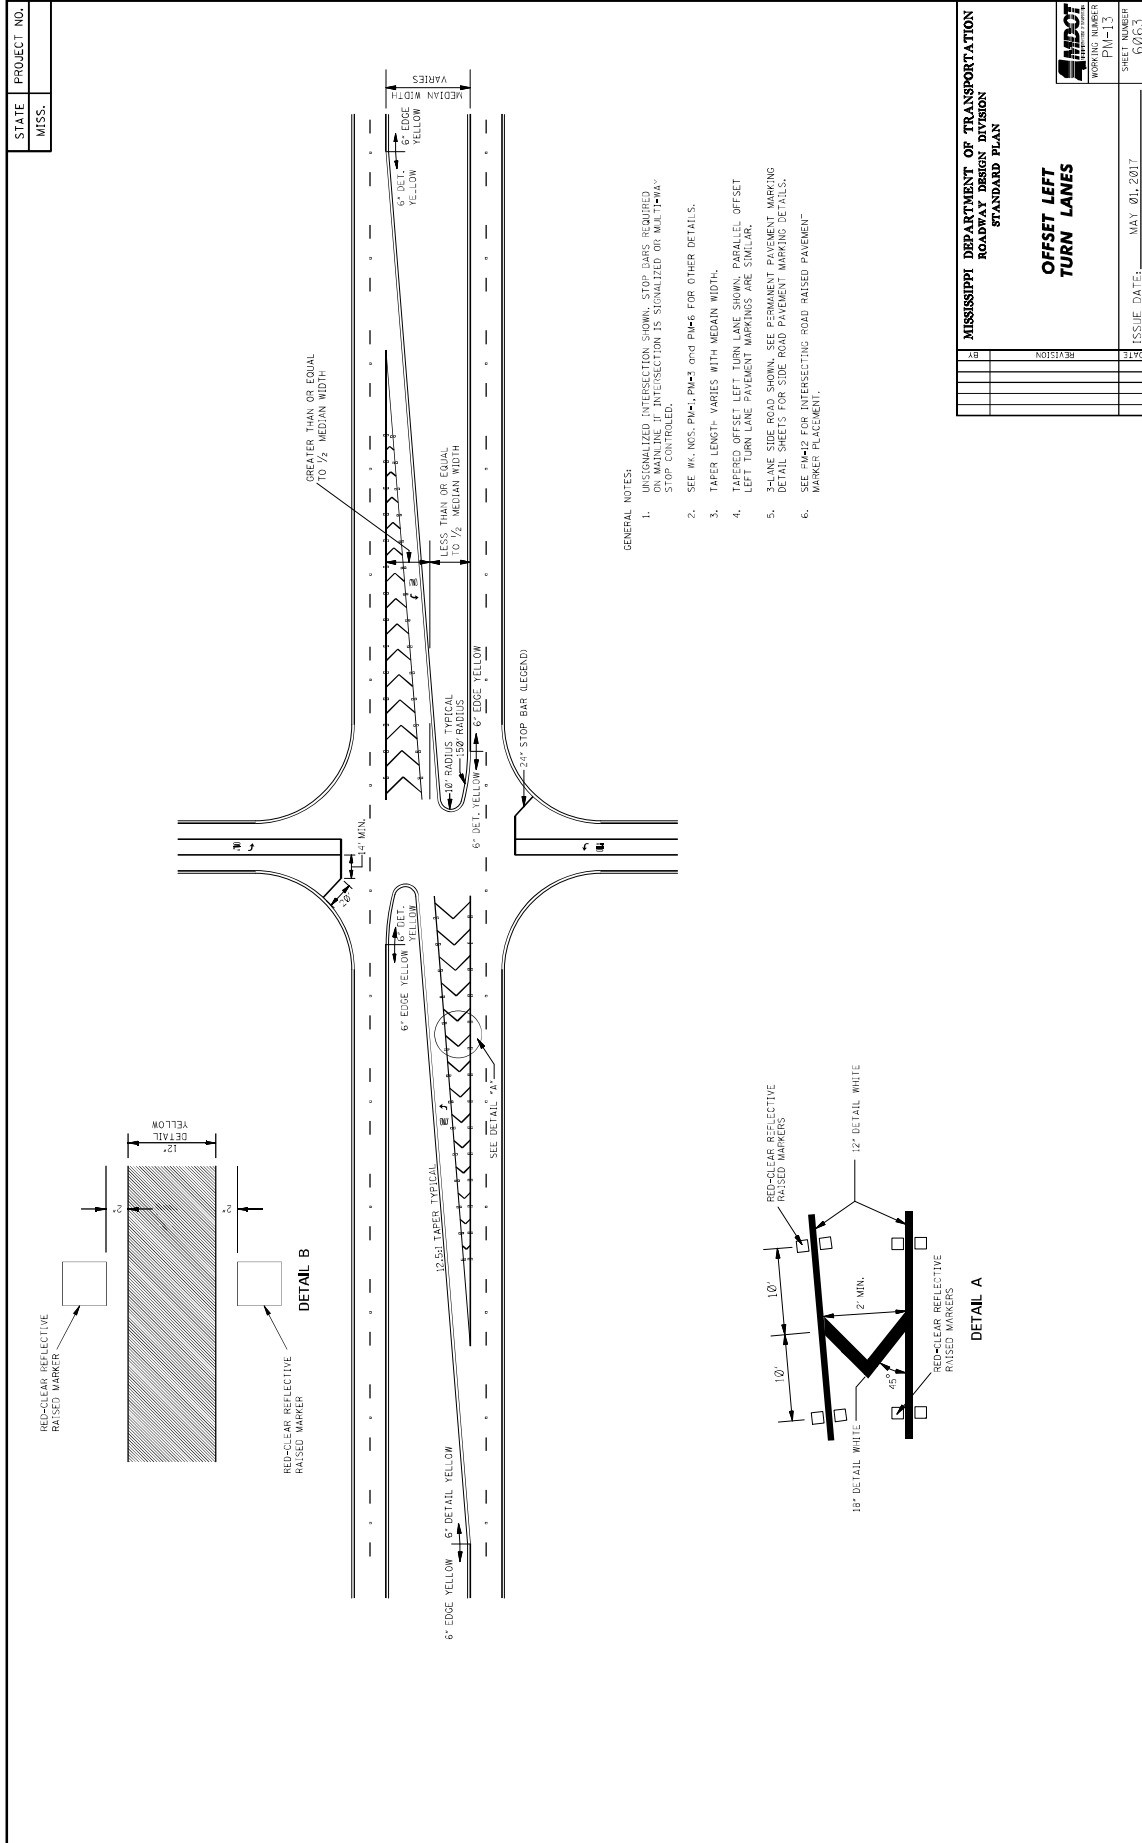 STATE
PROJECT NO.
MISS.
RED-CLEAR REFLECTIVE
RAISED MARKER
2"
12"
DETAIL
YELLOW
2"
RED-CLEAR REFLECTIVE
RAISED MARKER
DETAIL B
GREATER THAN OR EQUAL
TO 1/2 MEDIAN WIDTH
LESS THAN OR EQUAL
TO 1/2 MEDIAN WIDTH
MEDIAN WIDTH
VARIES
6" DET.
YELLOW
6" EDGE
YELLOW
14' MIN.
10' RADIUS TYPICAL
150' RADIUS
6" DET. YELLOW
6" EDGE YELLOW
24" STOP BAR (LEGEND)
6" EDGE YELLOW
6" DET.
YELLOW
12.5:1 TAPER TYPICAL
SEE DETAIL "A"
6" EDGE YELLOW
6" DETAIL YELLOW
GENERAL NOTES:
1. UNSIGNALIZED INTERSECTION SHOWN. STOP BARS REQUIRED
ON MAINLINE IF INTERSECTION IS SIGNALIZED OR MULTI-WAY
STOP CONTROLED.
2. SEE WK. NOS. PM-1, PM-3 and PM-6 FOR OTHER DETAILS.
3. TAPER LENGTH VARIES WITH MEDAIN WIDTH.
4. TAPERED OFFSET LEFT TURN LANE SHOWN. PARALLEL OFFSET
LEFT TURN LANE PAVEMENT MARKINGS ARE SIMILAR.
5. 3-LANE SIDE ROAD SHOWN. SEE PERMANENT PAVEMENT MARKING
DETAIL SHEETS FOR SIDE ROAD PAVEMENT MARKING DETAILS.
6. SEE PM-12 FOR INTERSECTING ROAD RAISED PAVEMENT
MARKER PLACEMENT.
18" DETAIL WHITE
10'
10'
RED-CLEAR REFLECTIVE
RAISED MARKERS
12" DETAIL WHITE
2' MIN.
45°
RED-CLEAR REFLECTIVE
RAISED MARKERS
DETAIL A
BY
REVISION
DATE
MISSISSIPPI DEPARTMENT OF TRANSPORTATION
ROADWAY DESIGN DIVISION
STANDARD PLAN
OFFSET LEFT
TURN LANES
ISSUE DATE: MAY 01, 2017
MDOT
WORKING NUMBER
PM-13
SHEET NUMBER
6063